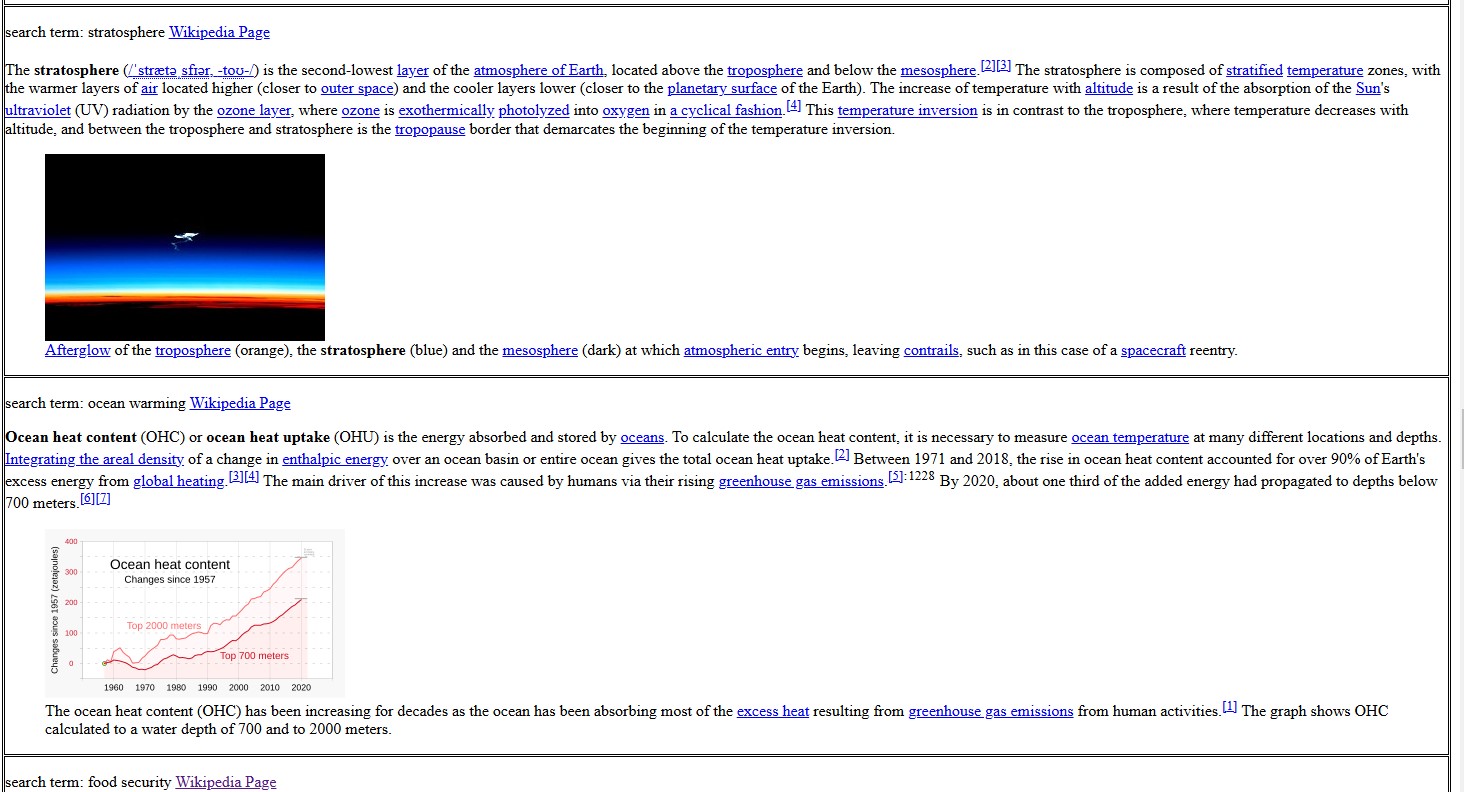 search term: stratosphere Wikipedia Page
The stratosphere (/ˈstrætəˌsfɪər, -toʊ-/) is the second-lowest layer of the atmosphere of Earth, located above the troposphere and below the mesosphere.[2][3] The stratosphere is composed of stratified temperature zones, with
the warmer layers of air located higher (closer to outer space) and the cooler layers lower (closer to the planetary surface of the Earth). The increase of temperature with altitude is a result of the absorption of the Sun's
ultraviolet (UV) radiation by the ozone layer, where ozone is exothermically photolyzed into oxygen in a cyclical fashion.[4] This temperature inversion is in contrast to the troposphere, where temperature decreases with
altitude, and between the troposphere and stratosphere is the tropopause border that demarcates the beginning of the temperature inversion.
Afterglow of the troposphere (orange), the stratosphere (blue) and the mesosphere (dark) at which atmospheric entry begins, leaving contrails, such as in this case of a spacecraft reentry.
search term: ocean warming Wikipedia Page
Ocean heat content (OHC) or ocean heat uptake (OHU) is the energy absorbed and stored by oceans. To calculate the ocean heat content, it is necessary to measure ocean temperature at many different locations and depths.
Integrating the areal density of a change in enthalpic energy over an ocean basin or entire ocean gives the total ocean heat uptake.[2] Between 1971 and 2018, the rise in ocean heat content accounted for over 90% of Earth's
excess energy from global heating.[3][4] The main driver of this increase was caused by humans via their rising greenhouse gas emissions.[5]:1228 By 2020, about one third of the added energy had propagated to depths below
700 meters.[6][7]
Changes since 1957 (zetajoules)
400
300
200
100
0
Ocean heat content
Changes since 1957
Top 2000 meters
Top 700 meters
1960 1970 1980 1990 2000 2010 2020
The ocean heat content (OHC) has been increasing for decades as the ocean has been absorbing most of the excess heat resulting from greenhouse gas emissions from human activities.[1] The graph shows OHC
calculated to a water depth of 700 and to 2000 meters.
search term: food security Wikipedia Page